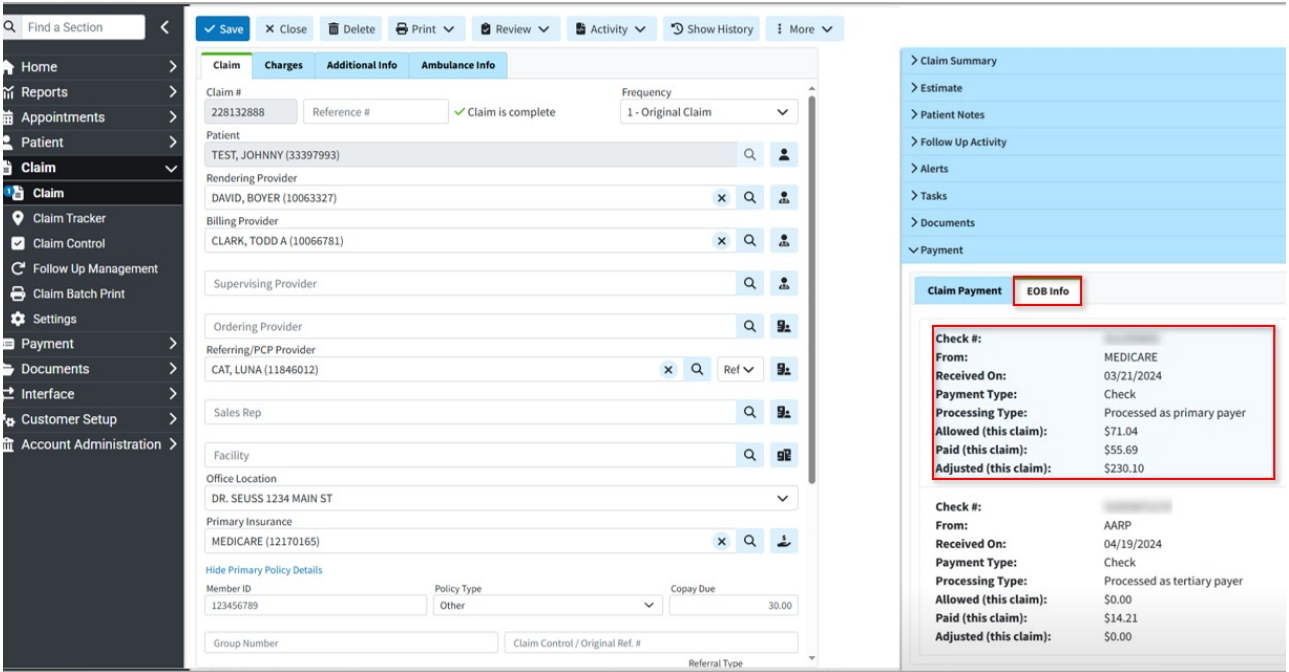 Find a Section
Home
Reports
Appointments
Patient
Claim
1
Claim
Claim Tracker
Claim Control
Follow Up Management
Claim Batch Print
Settings
Payment
Documents
Interface
Customer Setup
Account Administration
Save Close Delete Print Review Activity Show History More
Claim Charges Additional Info Ambulance Info
Claim # Frequency
228132888 Reference # Claim is complete 1 - Original Claim
Patient
TEST, JOHNNY (33397993)
Rendering Provider
DAVID, BOYER (10063327)
Billing Provider
CLARK, TODD A (10066781)
Supervising Provider
Ordering Provider
Referring/PCP Provider
CAT, LUNA (11846012) Ref
Sales Rep
Facility
Office Location
DR. SEUSS 1234 MAIN ST
Primary Insurance
MEDICARE (12170165)
Hide Primary Policy Details
Member ID Policy Type Copay Due
123456789 Other 30.00
Group Number Claim Control / Original Ref. #
Referral Type
Claim Summary
Estimate
Patient Notes
Follow Up Activity
Alerts
Tasks
Documents
Payment
Claim Payment EOB Info
Check #:
From: MEDICARE
Received On: 03/21/2024
Payment Type: Check
Processing Type: Processed as primary payer
Allowed (this claim): $71.04
Paid (this claim): $55.69
Adjusted (this claim): $230.10
Check #:
From: AARP
Received On: 04/19/2024
Payment Type: Check
Processing Type: Processed as tertiary payer
Allowed (this claim): $0.00
Paid (this claim): $14.21
Adjusted (this claim): $0.00